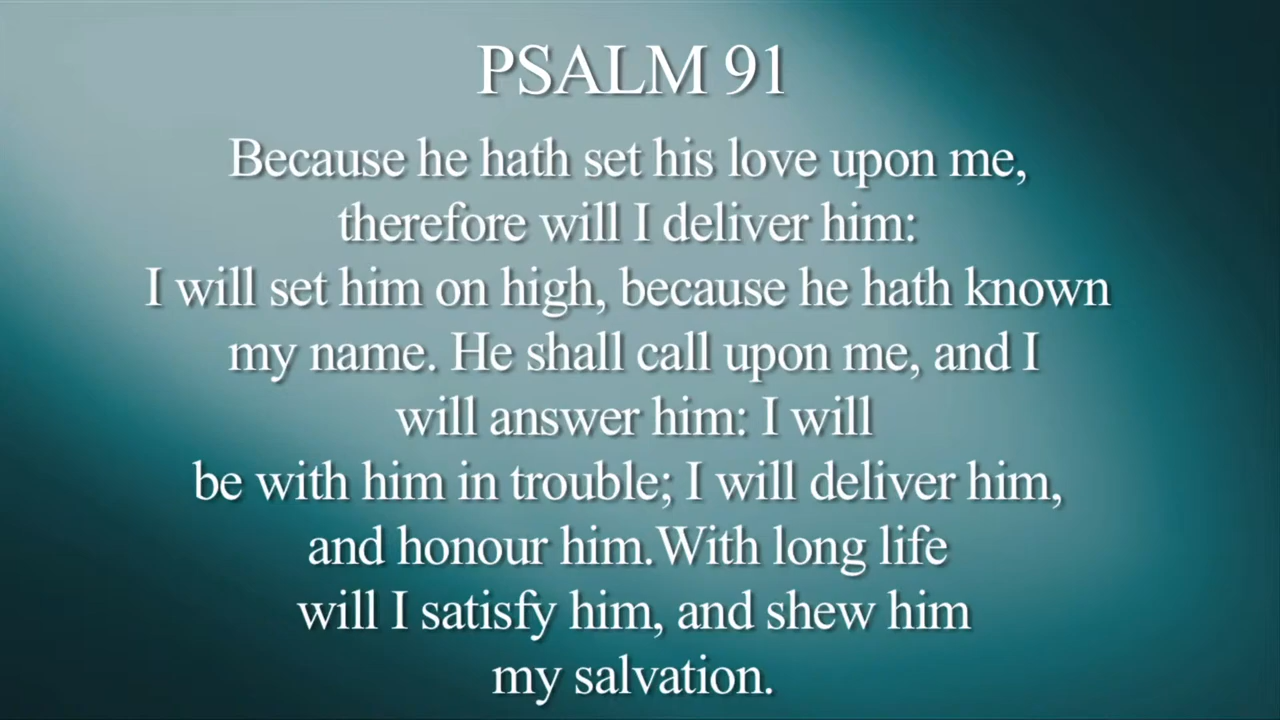 PSALM 91
Because he hath set his love upon me,
therefore will I deliver him:
I will set him on high, because he hath known
my name. He shall call upon me, and I
will answer him: I will
be with him in trouble; I will deliver him,
and honour him.With long life
will I satisfy him, and shew him
my salvation.